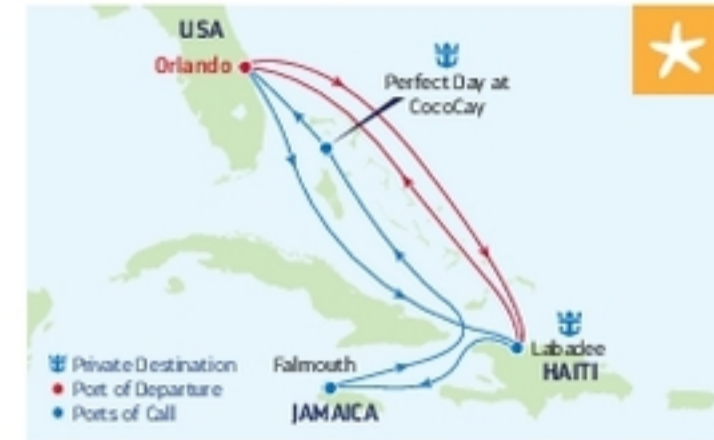 USA
Orlando
Perfect Day at
CocoCay
Labadee
HAITI
Private Destination
Port of Departure
Ports of Call
Falmouth
JAMAICA